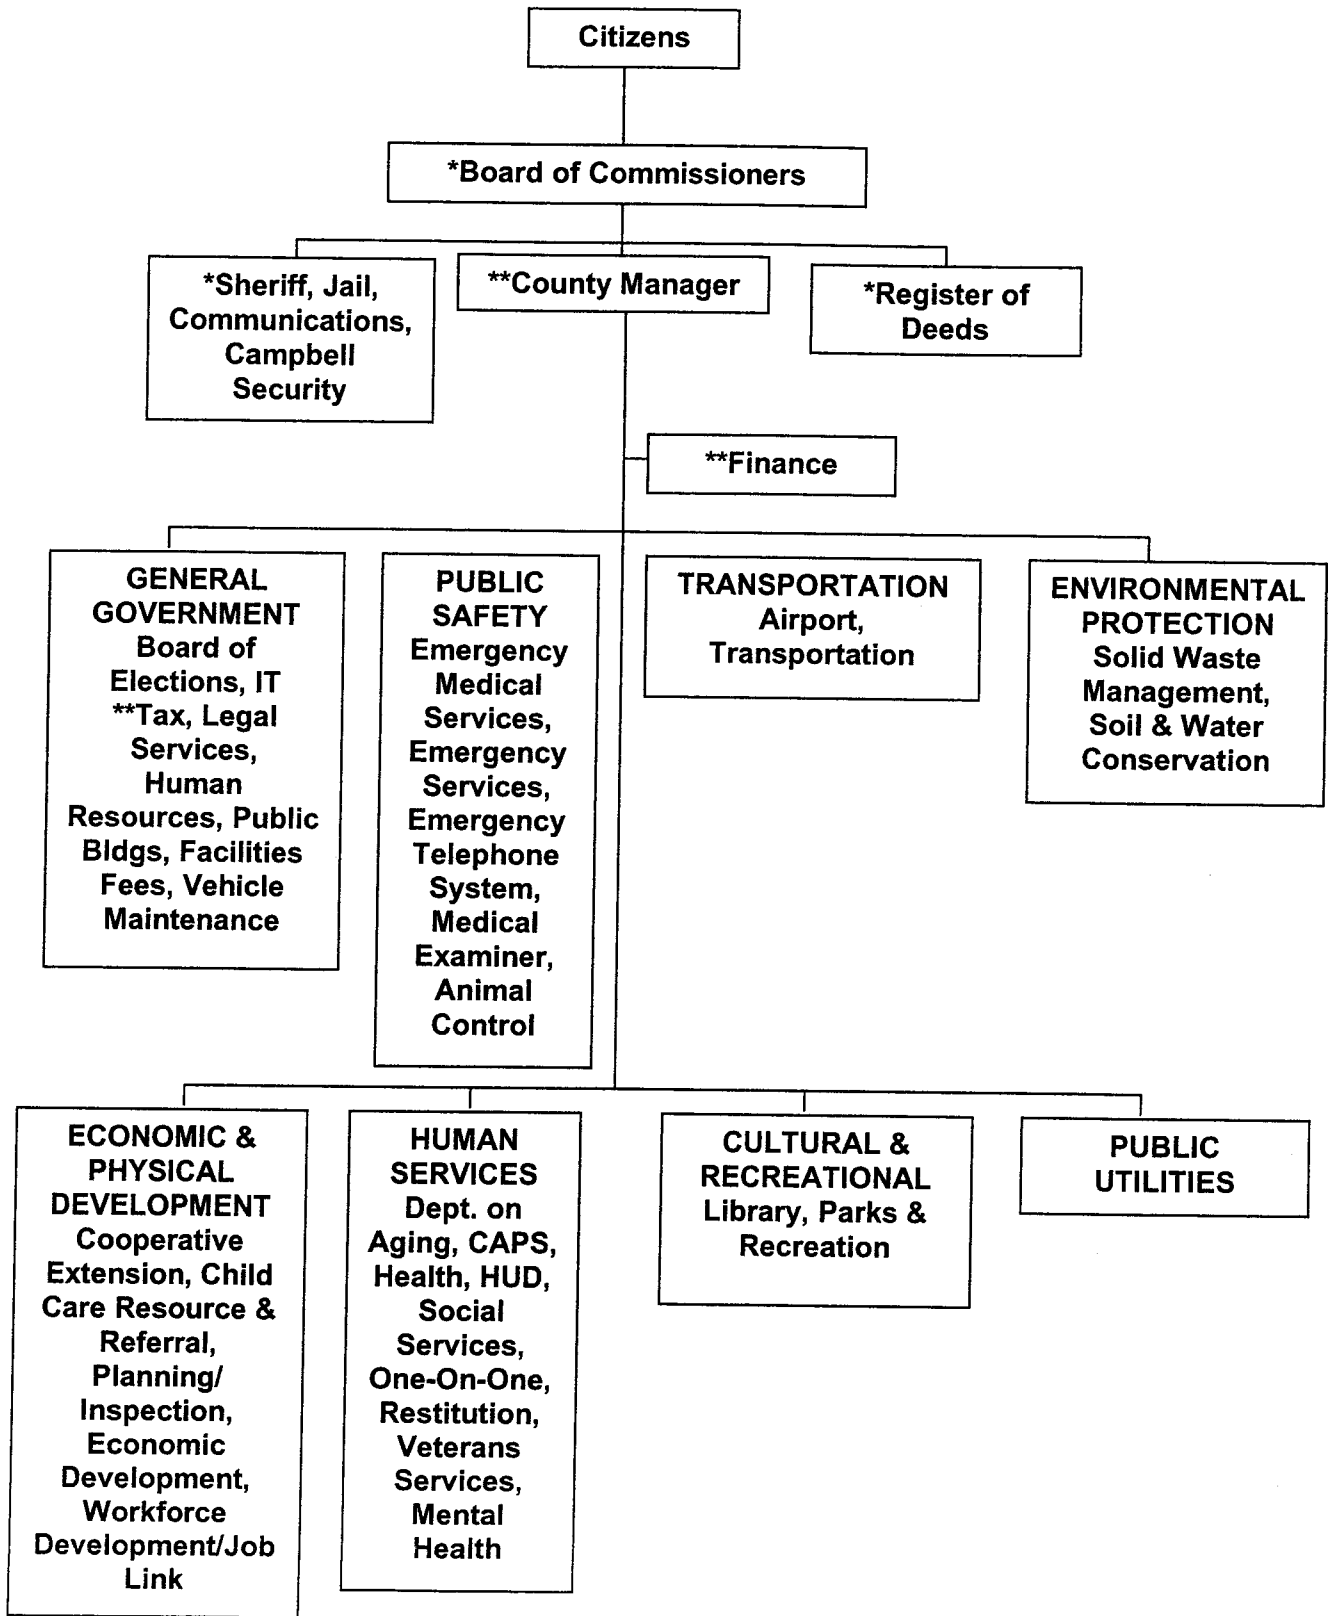 Citizens
*Board of Commissioners
*Sheriff, Jail,
Communications,
Campbell
Security
**County Manager
*Register of
Deeds
**Finance
GENERAL
GOVERNMENT
Board of
Elections, IT
**Tax, Legal
Services,
Human
Resources, Public
Bldgs, Facilities
Fees, Vehicle
Maintenance
PUBLIC
SAFETY
Emergency
Medical
Services,
Emergency
Services,
Emergency
Telephone
System,
Medical
Examiner,
Animal
Control
TRANSPORTATION
Airport,
Transportation
ENVIRONMENTAL
PROTECTION
Solid Waste
Management,
Soil & Water
Conservation
ECONOMIC &
PHYSICAL
DEVELOPMENT
Cooperative
Extension, Child
Care Resource &
Referral,
Planning/
Inspection,
Economic
Development,
Workforce
Development/Job
Link
HUMAN
SERVICES
Dept. on
Aging, CAPS,
Health, HUD,
Social
Services,
One-On-One,
Restitution,
Veterans
Services,
Mental
Health
CULTURAL &
RECREATIONAL
Library, Parks &
Recreation
PUBLIC
UTILITIES